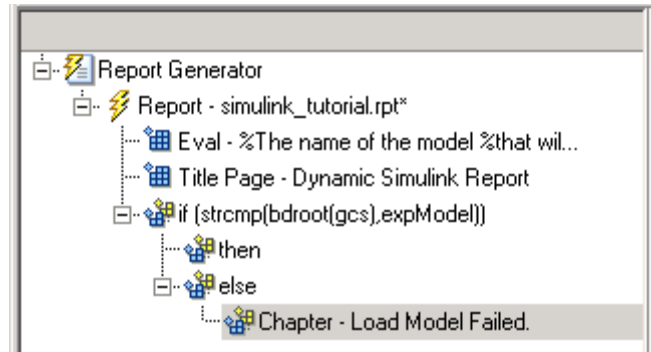 Report Generator
Report - simulink_tutorial.rpt*
Eval - %The name of the model %that wil...
Title Page - Dynamic Simulink Report
if (strcmp(bdroot(gcs),expModel))
then
else
Chapter - Load Model Failed.